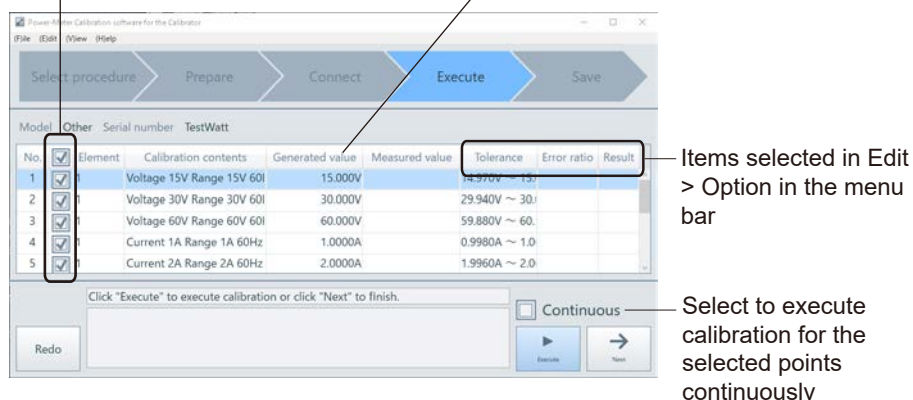 Power-Meter Calibration software for the Calibrator
(F)ile (E)dit (V)iew (H)elp
Select procedure Prepare Connect Execute Save
Model Other Serial number TestWatt
No. Element Calibration contents Generated value Measured value Tolerance Error ratio Result
1 1 Voltage 15V Range 15V 60 15.000V 14.970V ~ 15.
2 Voltage 30V Range 30V 60 30.000V 29.940V ~ 30.
3 1 Voltage 60V Range 60V 60 60.000V 59.880V ~ 60.
4 Current 1A Range 1A 60Hz 1.0000A 0.9980A ~ 1.0
5 1 Current 2A Range 2A 60Hz 2.0000A 1.9960A ~ 2.0
Items selected in Edit
> Option in the menu
bar
Click "Execute" to execute calibration or click "Next" to finish.
Continuous
Redo
Execute
Next
Select to execute
calibration for the
selected points
continuously